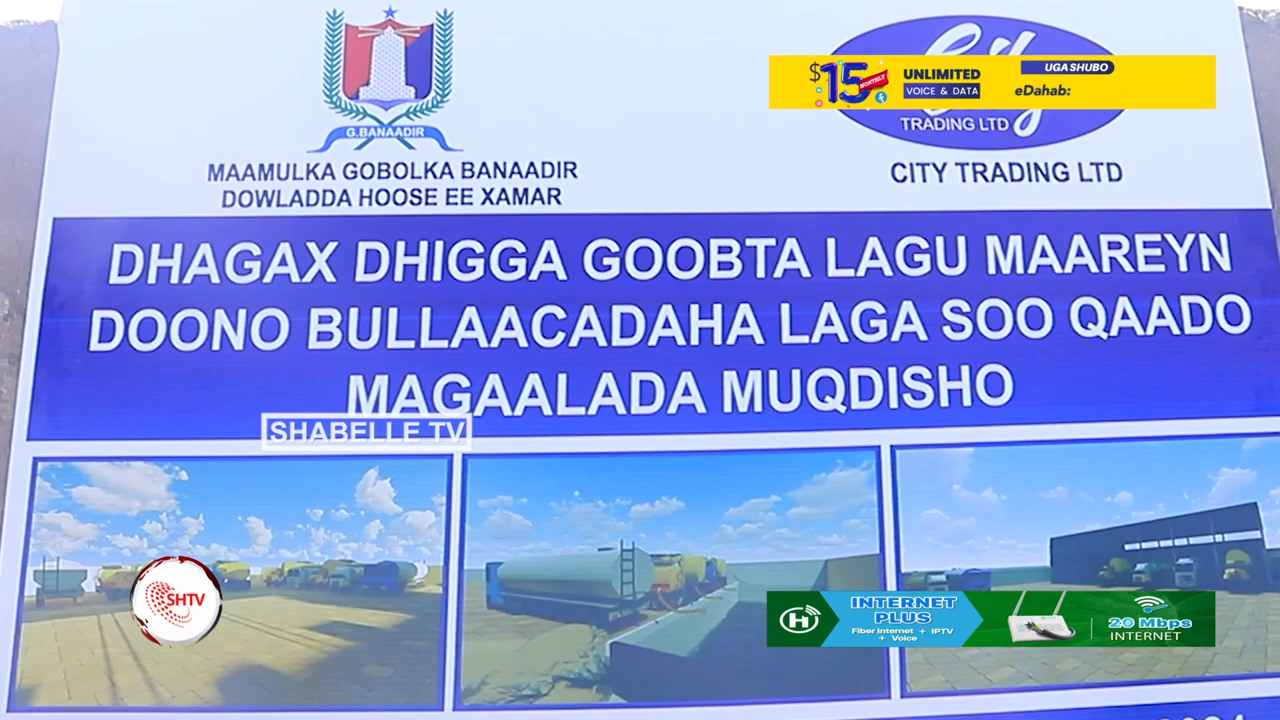 G.BANAADIR
MAAMULKA GOBOLKA BANAADIR
DOWLADDA HOOSE EE XAMAR
$15 MONTHLY
UNLIMITED
VOICE & DATA
UGA SHUBO
eDahab:
TRADING LTD
CITY TRADING LTD
DHAGAX DHIGGA GOOBTA LAGU MAAREYN
DOONO BULLAACADAHA LAGA SOO QAADO
MAGAALADA MUQDISHO
SHABELLE TV
SHTV
INTERNET
PLUS
Fiber Internet + IPTV
+ Voice
20 Mbps
INTERNET